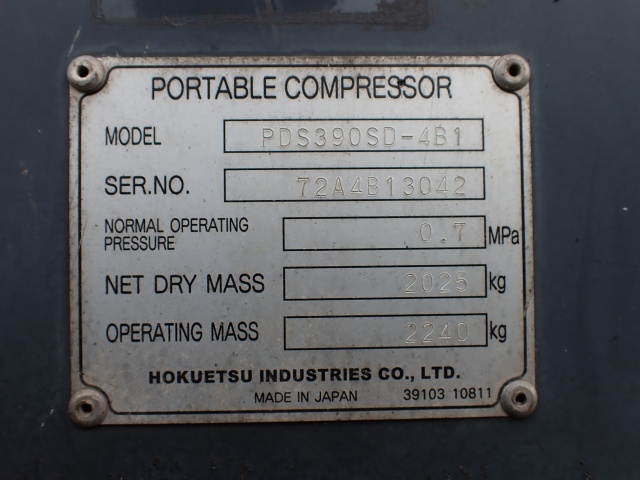 PORTABLE COMPRESSOR
MODEL PDS390SD-4B1
SER.NO. 72A4B13042
NORMAL OPERATING
PRESSURE 0.7 MPa
NET DRY MASS 2025 kg
OPERATING MASS 2240 kg
HOKUETSU INDUSTRIES CO., LTD.
MADE IN JAPAN 39103 10811